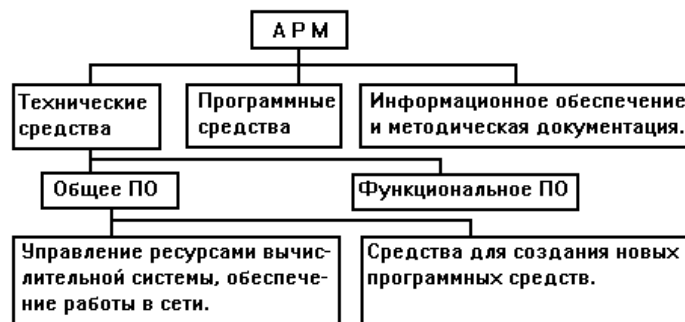 А Р М
Технические
средства
Программные
средства
Информационное обеспечение
и методическая документация.
Общее ПО
Функциональное ПО
Управление ресурсами вычис-
лительной системы, обеспече-
ние работы в сети.
Средства для создания новых
программных средств.